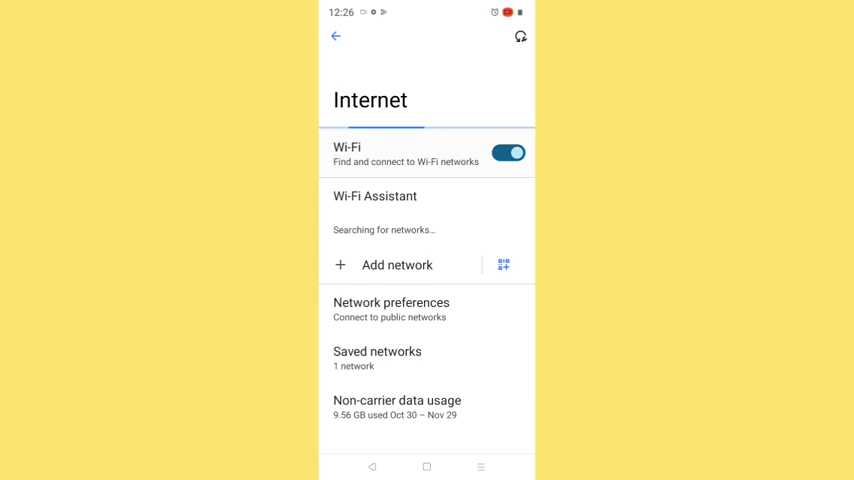 12:26
Internet
Wi-Fi
Find and connect to Wi-Fi networks
Wi-Fi Assistant
Searching for networks…
Add network
Network preferences
Connect to public networks
Saved networks
1 network
Non-carrier data usage
9.56 GB used Oct 30 – Nov 29